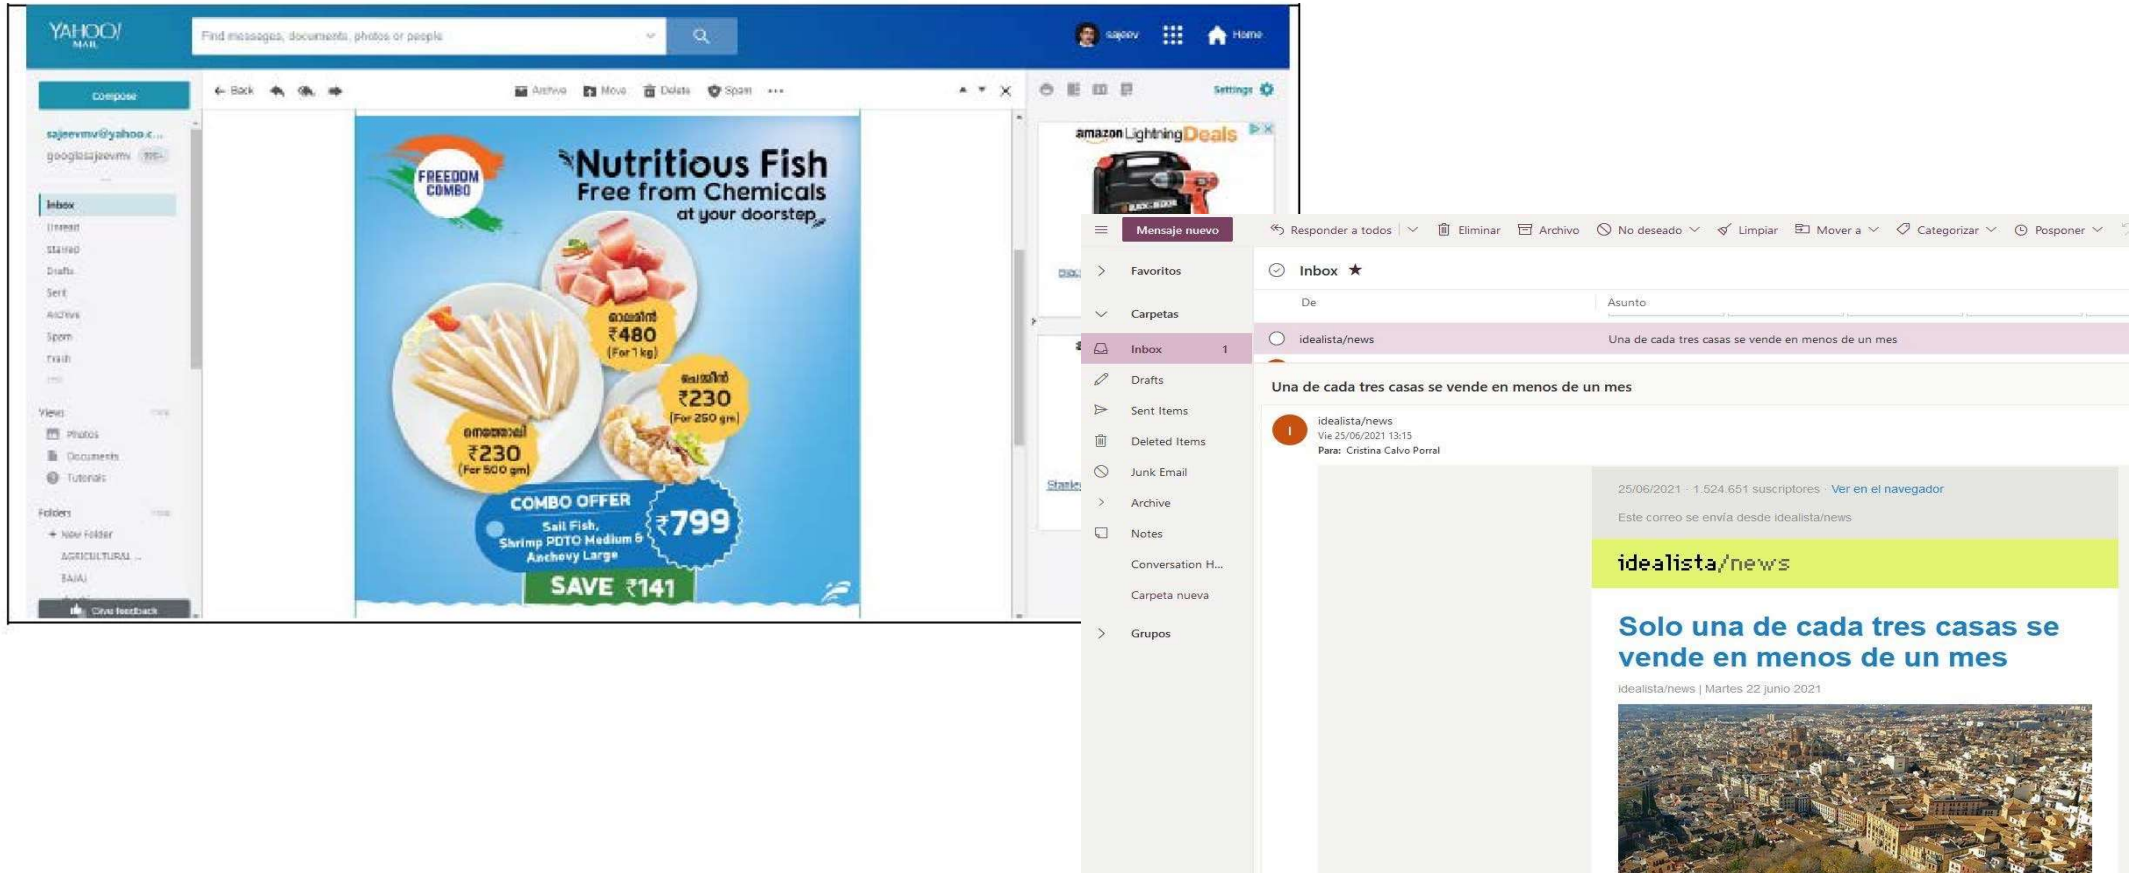 YAHOO!
MAIL
Find messages, documents, photos or people
sajeev
Home
Compose
Back
Archive
Move
Delete
Spam
Settings
sajeevmv@yahoo.c...
Inbox
Unread
Starred
Drafts
Sent
Archive
Spam
Trash
Views
Photos
Documents
Tutorials
Folders
+ New Folder
AGRICULTURAL ...
BAJAJ
Give feedback
FREEDOM
COMBO
Nutritious Fish
Free from Chemicals
at your doorstep
ഓലമീൻ
₹480
(For 1 kg)
ചെമ്മീൻ
₹230
(For 250 gm)
നെത്തോലി
₹230
(For 500 gm)
COMBO OFFER
Sail Fish,
Shrimp PDTO Medium &
Anchovy Large
₹799
SAVE ₹141
amazon Lightning Deals
BLACK+DECKER
Mensaje nuevo
Responder a todos
Eliminar
Archivo
No deseado
Limpiar
Mover a
Categorizar
Posponer
Favoritos
Carpetas
Inbox 1
Drafts
Sent Items
Deleted Items
Junk Email
Archive
Notes
Conversation H...
Carpeta nueva
Grupos
Inbox ★
De
Asunto
idealista/news
Una de cada tres casas se vende en menos de un mes
Una de cada tres casas se vende en menos de un mes
I
idealista/news
Vie 25/06/2021 13:15
Para: Cristina Calvo Porral
25/06/2021 - 1.524.651 suscriptores · Ver en el navegador
Este correo se envía desde idealista/news
idealista/news
Solo una de cada tres casas se
vende en menos de un mes
idealista/news | Martes 22 junio 2021